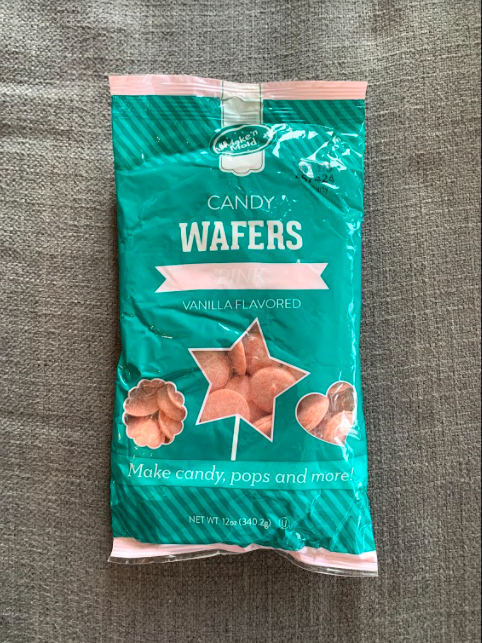 Make'n
Mold
CANDY
WAFERS
PINK
VANILLA FLAVORED
Make candy, pops and more!
NET WT. 12oz (340.2g) U